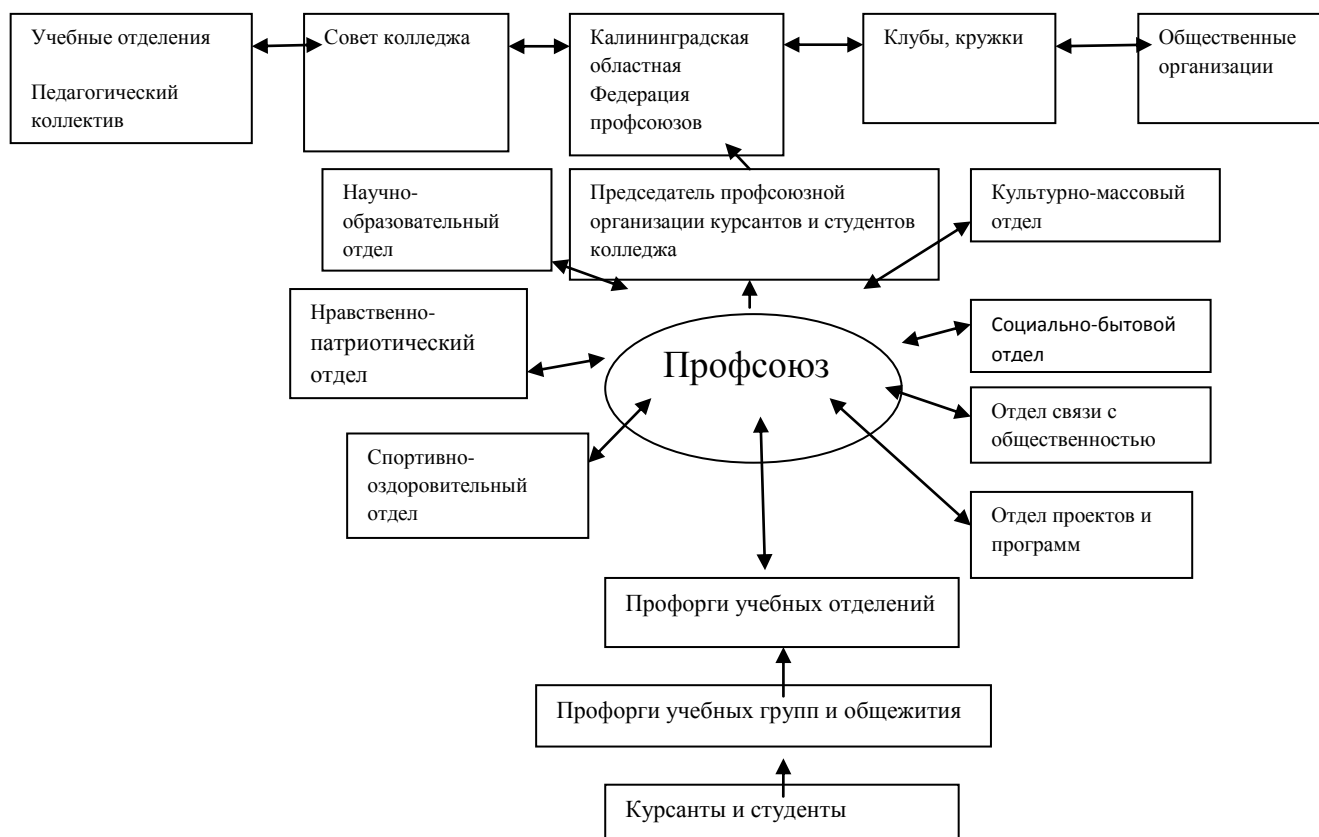 Учебные отделения
Педагогический
коллектив
Совет колледжа
Калининградская
областная
Федерация
профсоюзов
Клубы, кружки
Общественные
организации
Научно-
образовательный
отдел
Председатель профсоюзной
организации курсантов и студентов
колледжа
Культурно-массовый
отдел
Нравственно-
патриотический
отдел
Профсоюз
Социально-бытовой
отдел
Отдел связи с
общественностью
Спортивно-
оздоровительный
отдел
Отдел проектов и
программ
Профорги учебных отделений
Профорги учебных групп и общежития
Курсанты и студенты